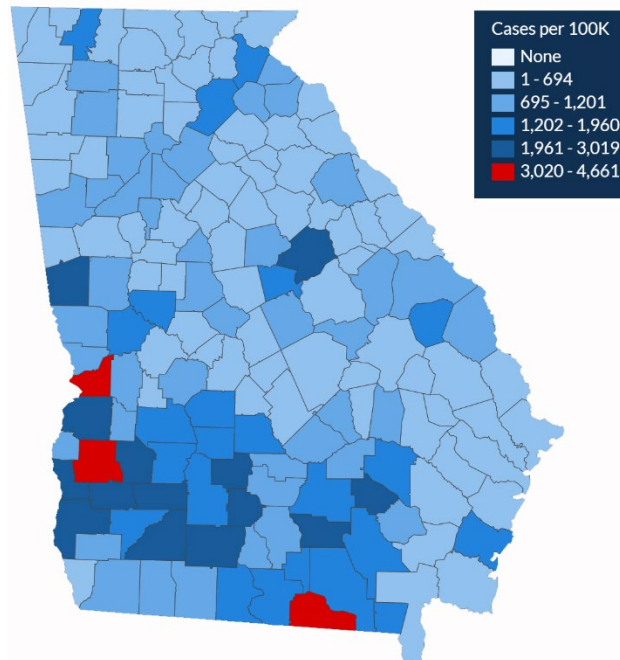 Cases per 100K
None
1 - 694
695 - 1,201
1,202 - 1,960
1,961 - 3,019
3,020 - 4,661